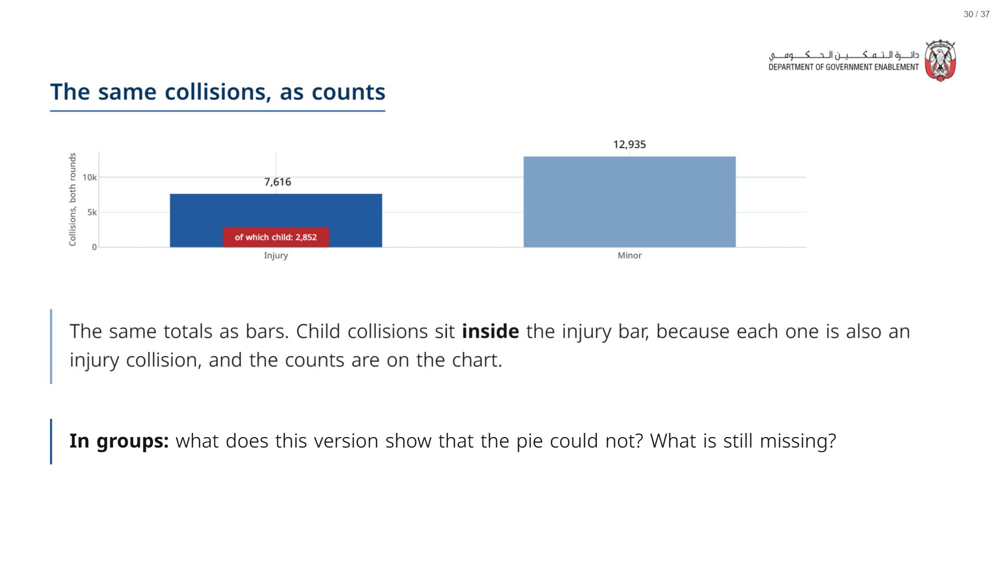 30 / 37
دائرة التمكين الحكومي
DEPARTMENT OF GOVERNMENT ENABLEMENT
The same collisions, as counts
Collisions, both rounds
10k
5k
0
7,616
of which child: 2,852
12,935
Injury
Minor
The same totals as bars. Child collisions sit inside the injury bar, because each one is also an
injury collision, and the counts are on the chart.
In groups: what does this version show that the pie could not? What is still missing?